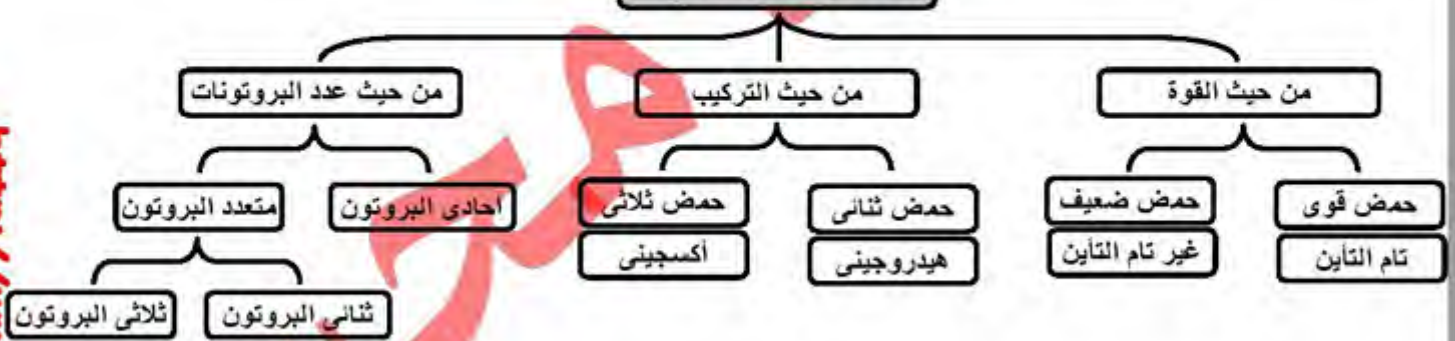 من حيث القوة
من حيث التركيب
من حيث عدد البروتونات
حمض قوى
تام التأين
حمض ضعيف
غير تام التأين
حمض ثنائى
هيدروجينى
حمض ثلاثى
أكسجينى
أحادى البروتون
متعدد البروتون
ثنائى البروتون
ثلاثى البروتون